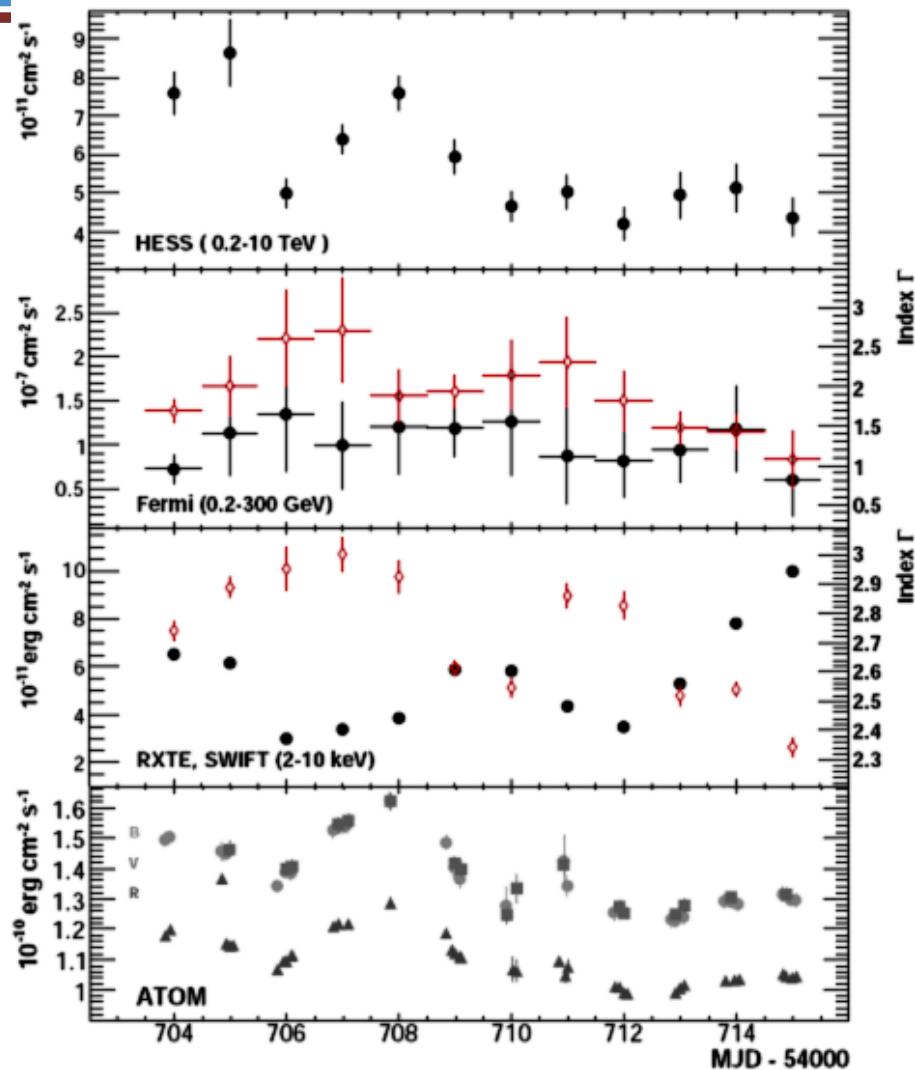 10⁻¹¹cm⁻² s⁻¹
9
8
7
6
5
4
HESS ( 0.2-10 TeV )
10⁻⁷ cm⁻² s⁻¹
2.5
2
1.5
1
0.5
Fermi (0.2-300 GeV)
3
2.5
2
1.5
1
0.5
Index Γ
10⁻¹¹erg cm⁻² s⁻¹
10
8
6
4
2
RXTE, SWIFT (2-10 keV)
3
2.9
2.8
2.7
2.6
2.5
2.4
2.3
Index Γ
10⁻¹⁰ erg cm⁻² s⁻¹
1.6
1.5
1.4
1.3
1.2
1.1
1
B
V
R
ATOM
704 706 708 710 712 714
MJD - 54000